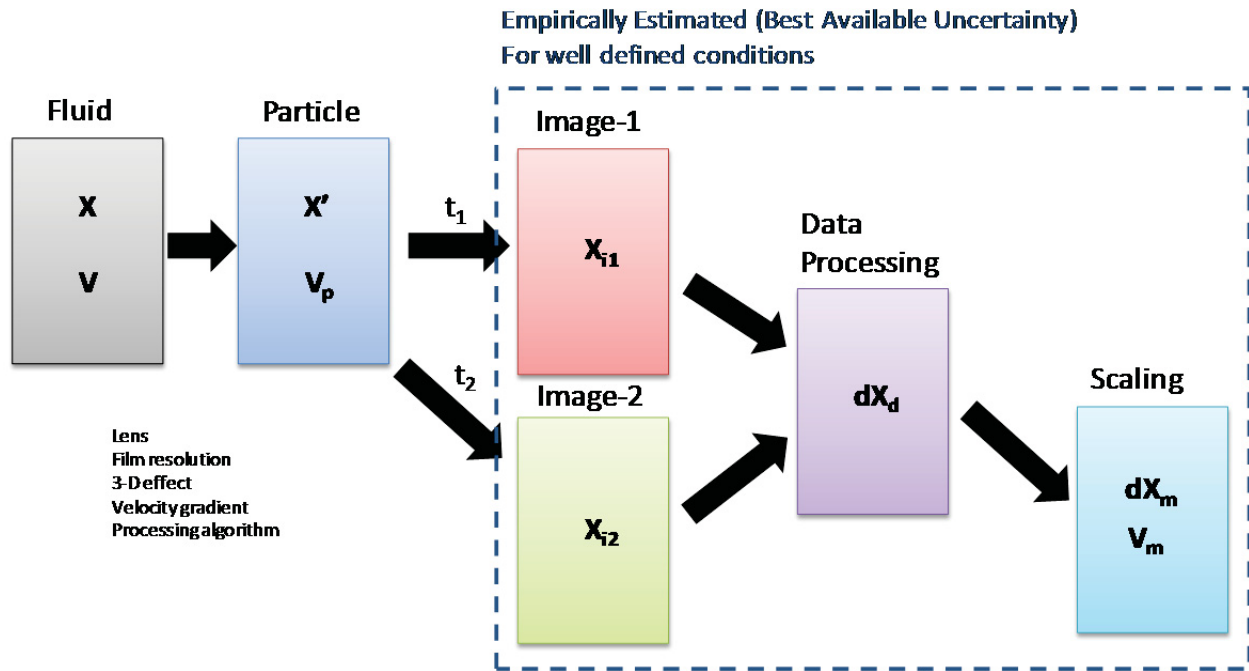 Empirically Estimated (Best Available Uncertainty)
For well defined conditions
Fluid
X
V
Particle
X'
Vₚ
t₁
t₂
Image-1
Xᵢ₁
Image-2
Xᵢ₂
Data
Processing
dX_d
Scaling
dXₘ
Vₘ
Lens
Film resolution
3-D effect
Velocity gradient
Processing algorithm